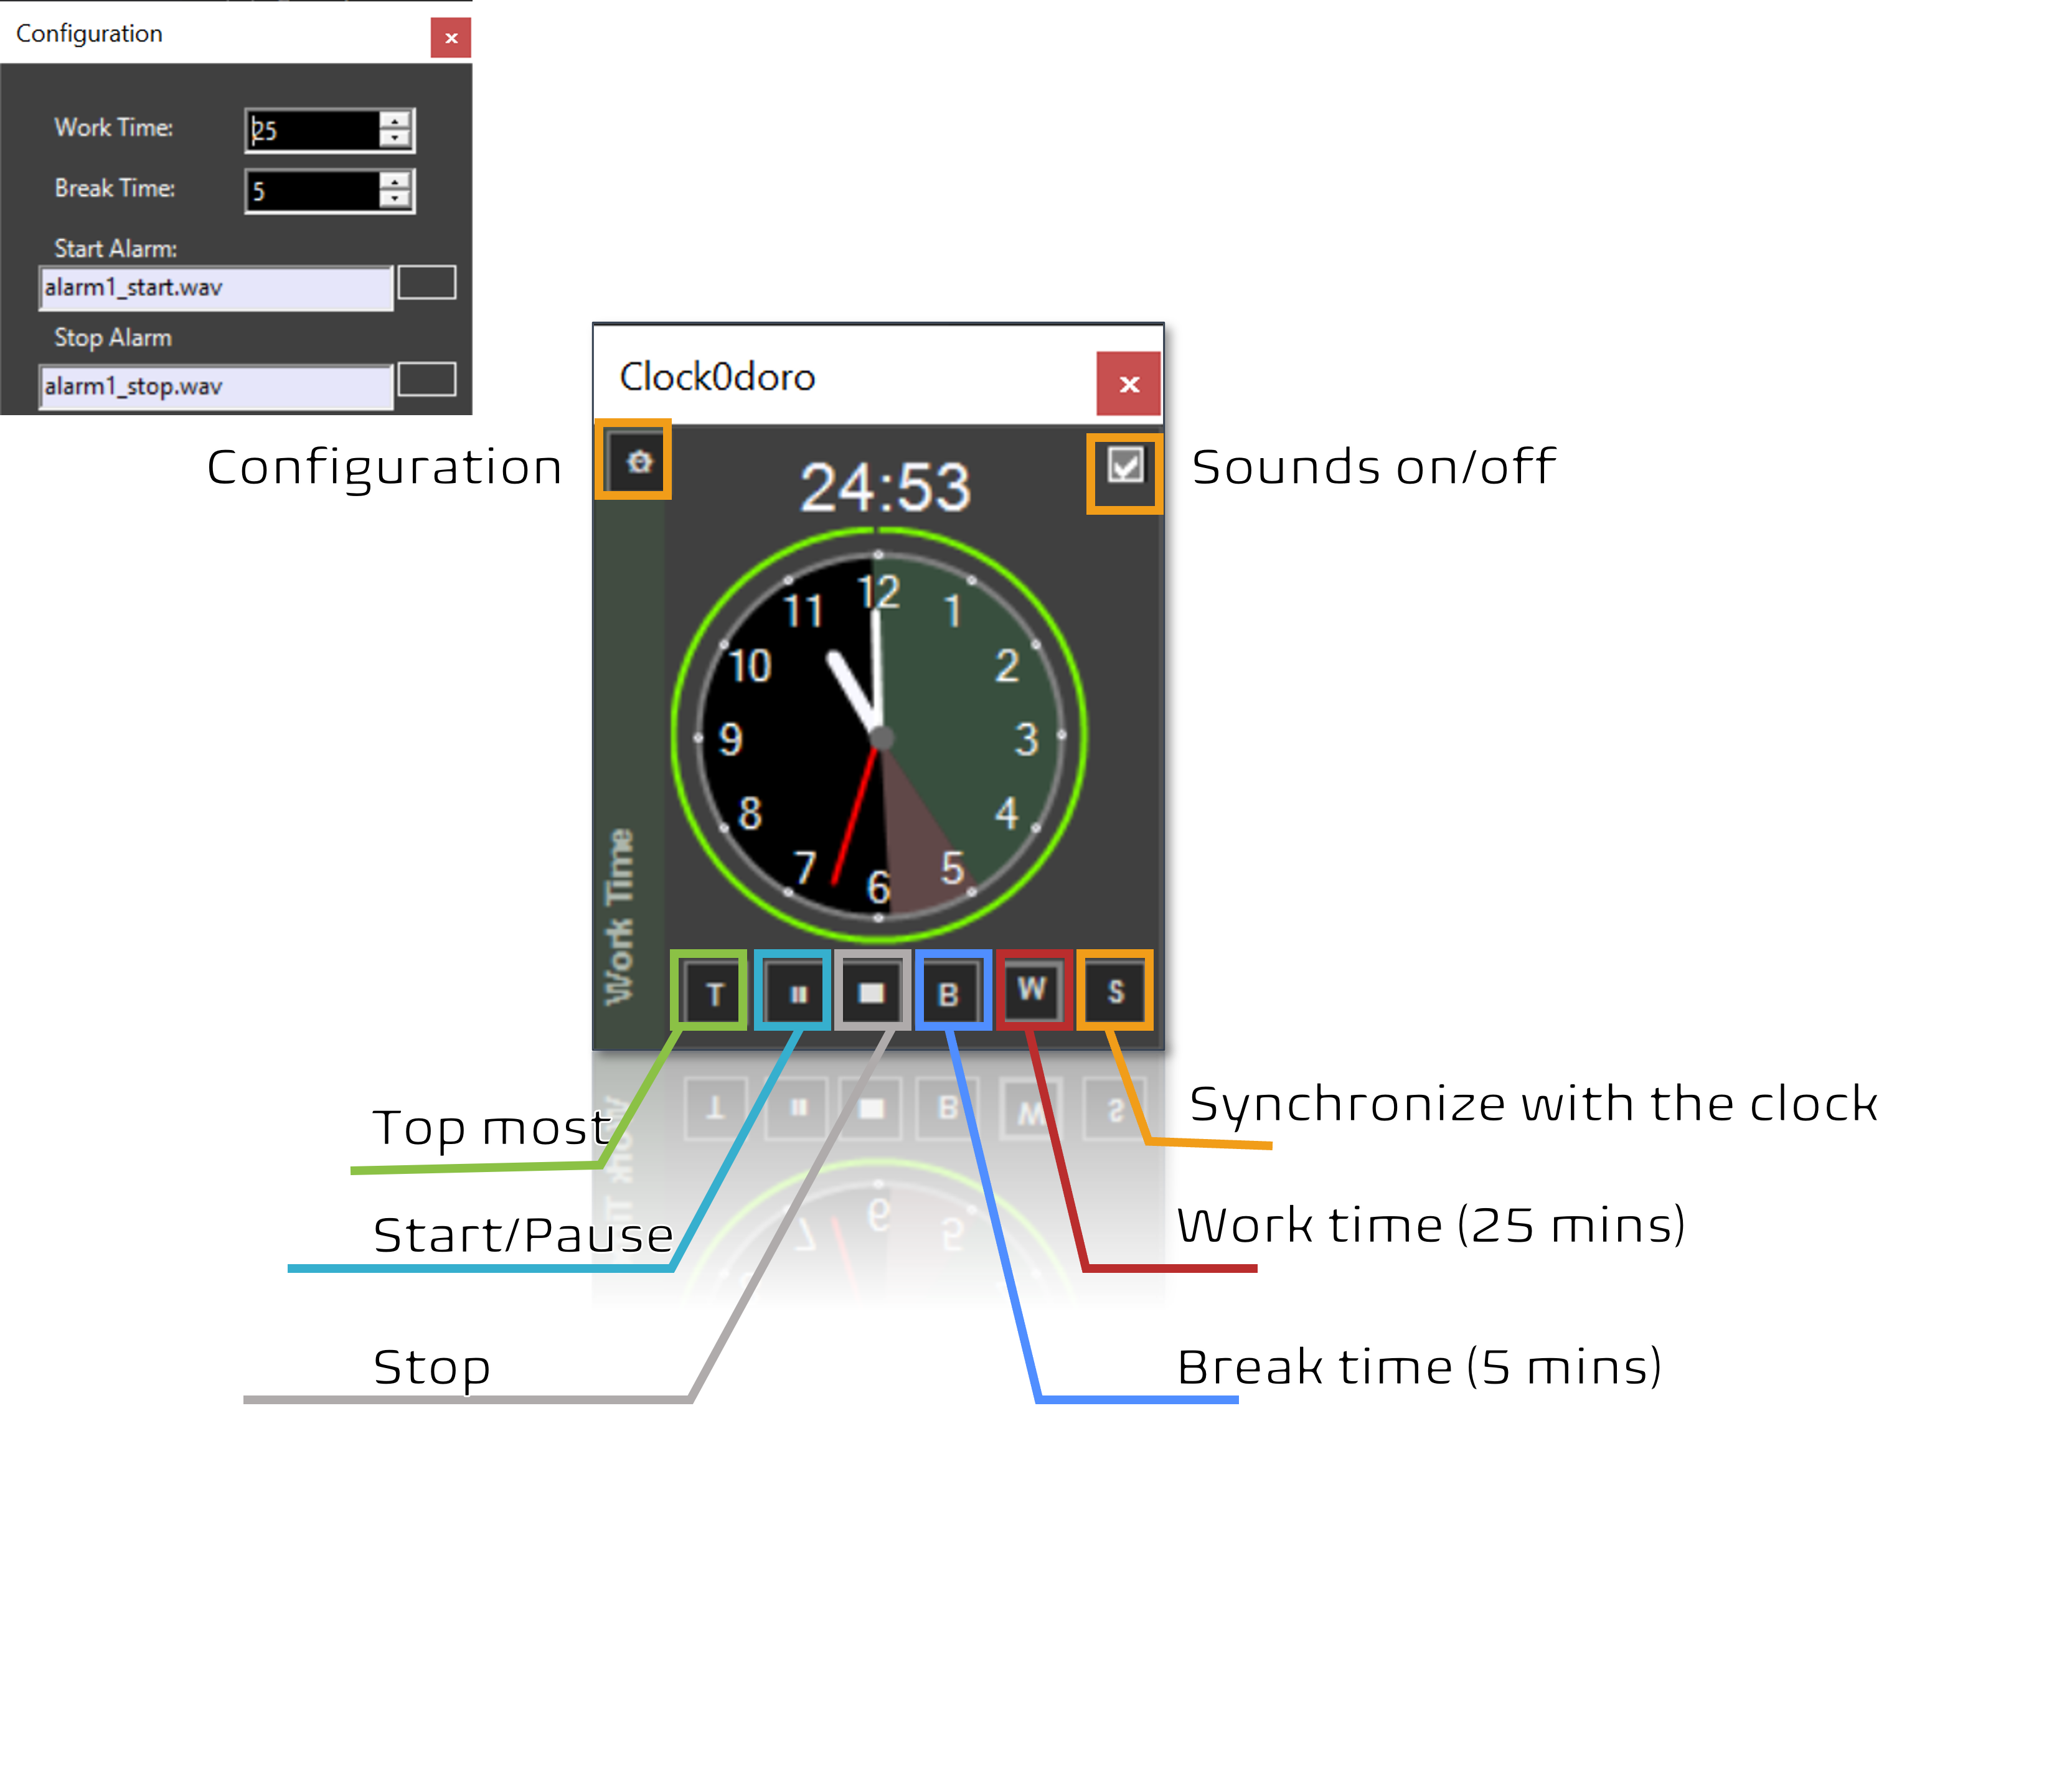 Configuration
x
Work Time:
25
Break Time:
5
Start Alarm:
alarm1_start.wav
Stop Alarm
alarm1_stop.wav
Clock0doro
x
Configuration
Sounds on/off
24:53
12
11
1
10
2
9
3
8
4
7
5
6
Work Time
T
B
W
S
Top most
Synchronize with the clock
Start/Pause
Work time (25 mins)
Stop
Break time (5 mins)